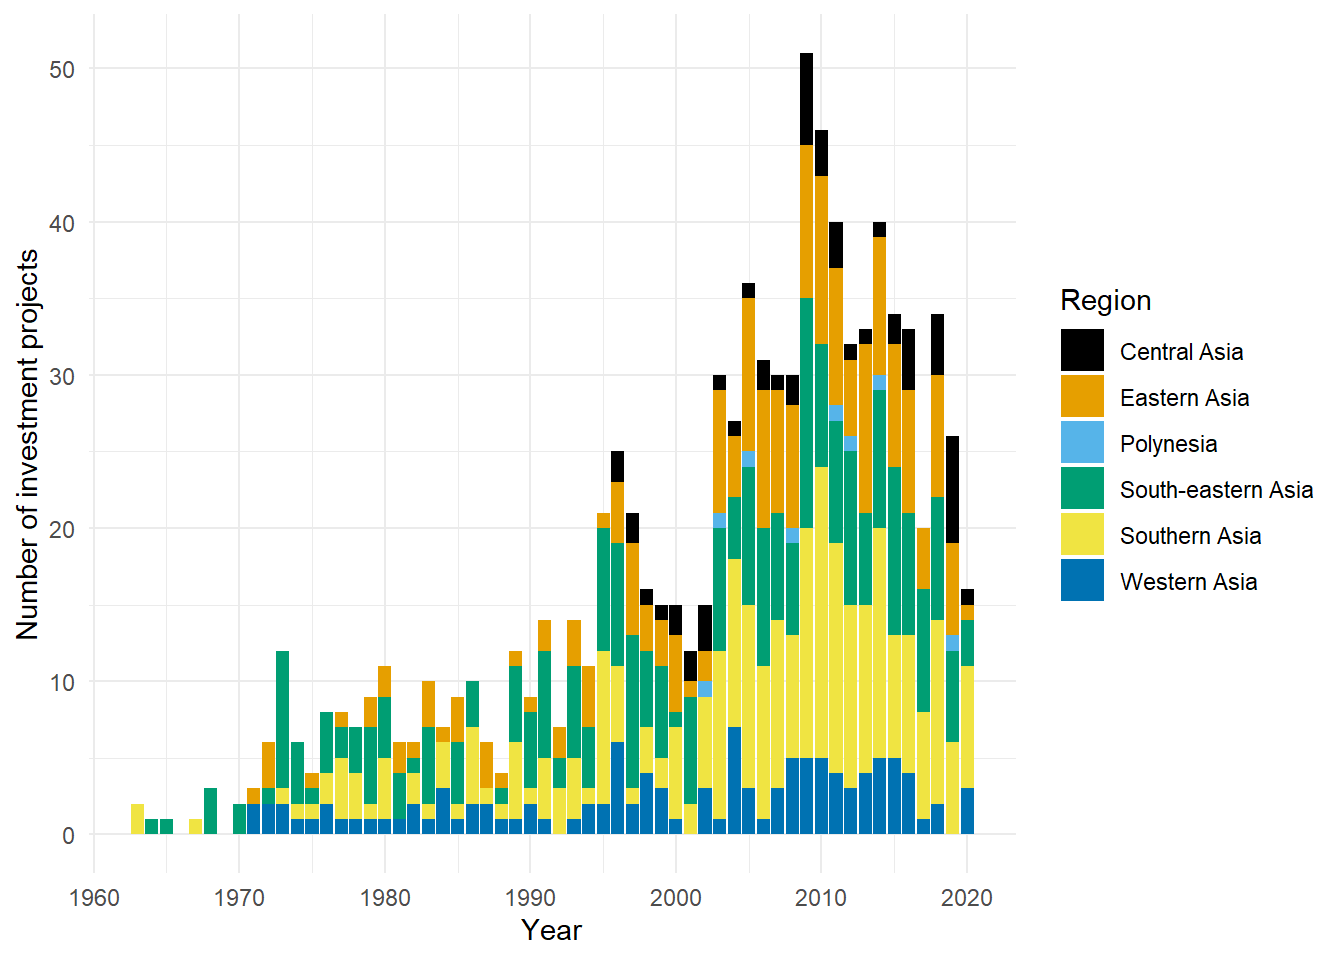 Number of investment projects
50
40
30
20
10
0
1960 1970 1980 1990 2000 2010 2020
Year
Region
Central Asia
Eastern Asia
Polynesia
South-eastern Asia
Southern Asia
Western Asia